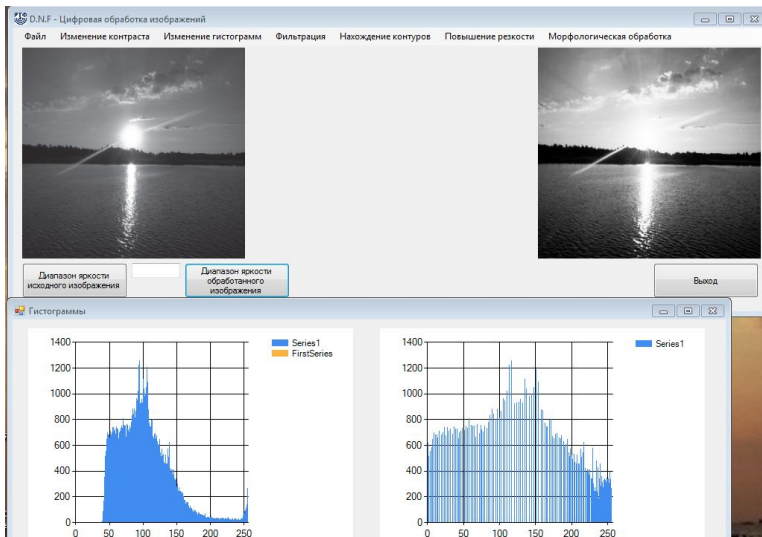 D.N.F - Цифровая обработка изображений
Файл Изменение контраста Изменение гистограмм Фильтрация Нахождение контуров Повышение резкости Морфологическая обработка
Диапазон яркости
исходного изображения
Диапазон яркости
обработанного
изображения
Выход
Гистограммы
1400
1200
1000
800
600
400
200
0
0 50 100 150 200 250
Series1
FirstSeries
1400
1200
1000
800
600
400
200
0
0 50 100 150 200 250
Series1